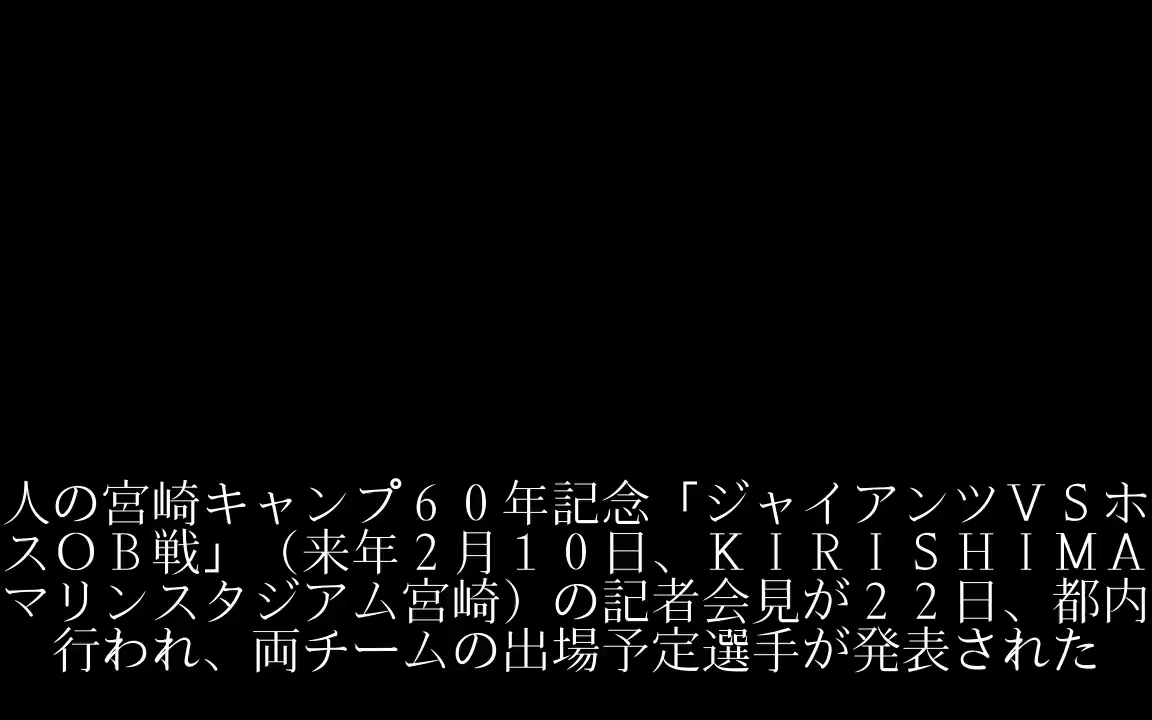 人の宮崎キャンプ６０年記念「ジャイアンツＶＳホ
スＯＢ戦」（来年２月１０日、ＫＩＲＩＳＨＩＭＡ
マリンスタジアム宮崎）の記者会見が２２日、都内
行われ、両チームの出場予定選手が発表された